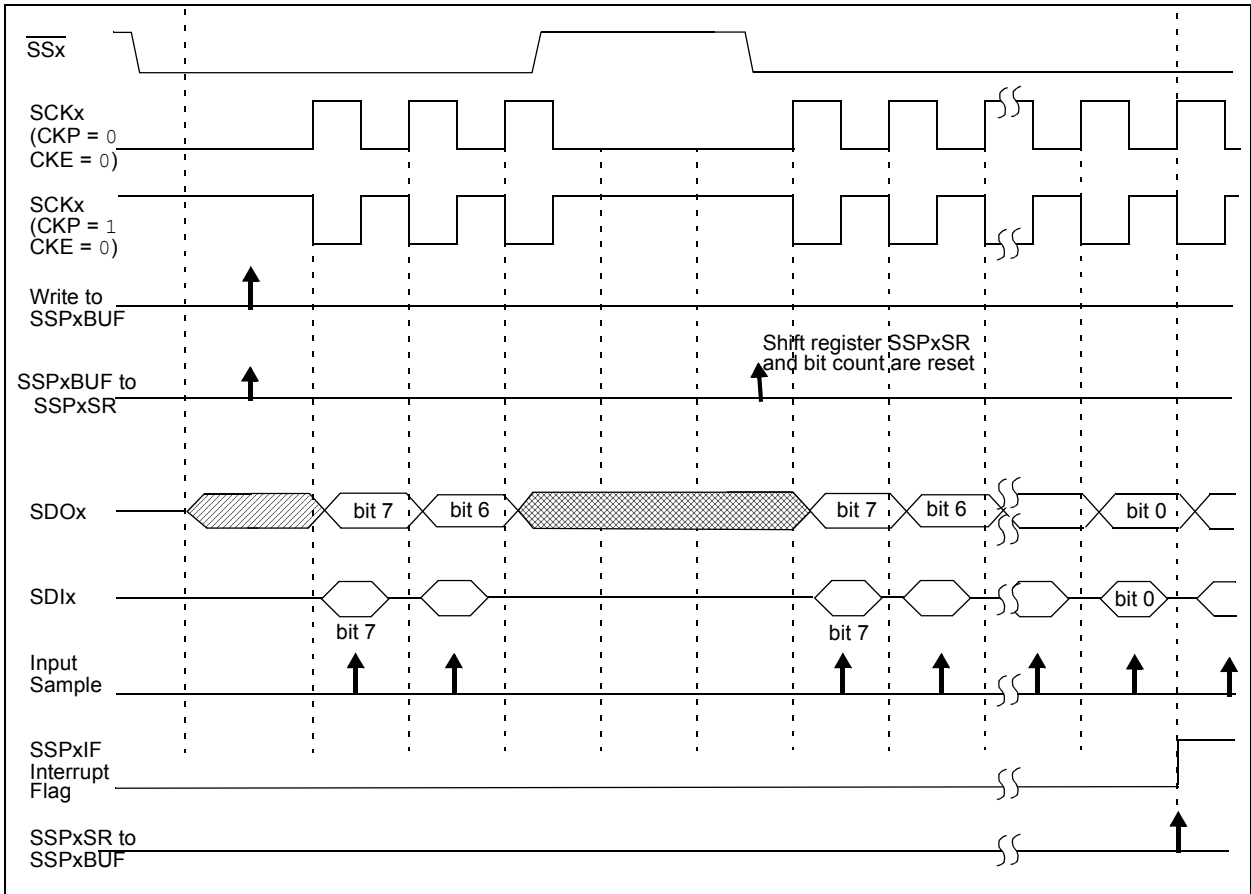 SSx
SCKx
(CKP = 0
CKE = 0)
SCKx
(CKP = 1
CKE = 0)
Write to
SSPxBUF
Shift register SSPxSR
and bit count are reset
SSPxBUF to
SSPxSR
SDOx
bit 7
bit 6
bit 7
bit 6
bit 0
SDIx
bit 0
bit 7
bit 7
Input
Sample
SSPxIF
Interrupt
Flag
SSPxSR to
SSPxBUF